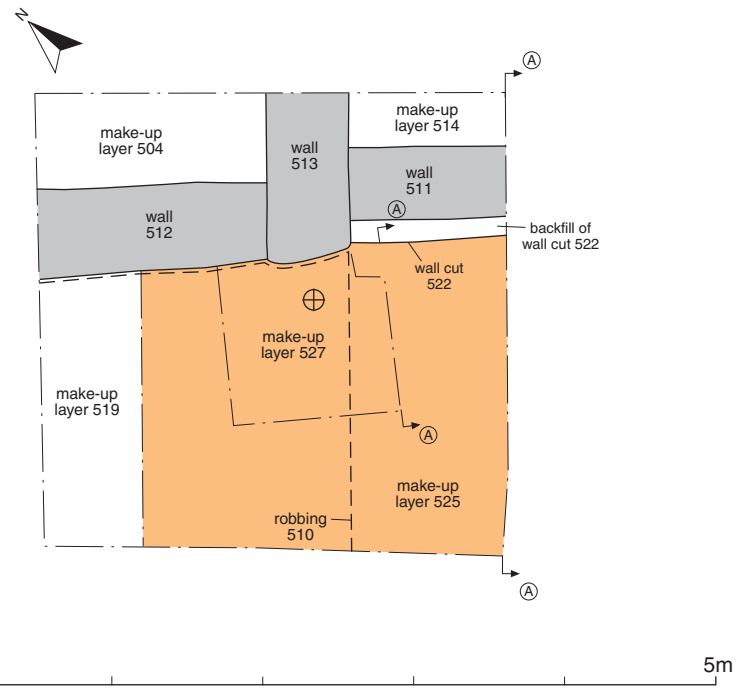 N
A
make-up
layer 504
wall
513
make-up
layer 514
wall
511
wall
512
A
backfill of
wall cut 522
wall cut
522
make-up
layer 527
make-up
layer 519
A
make-up
layer 525
robbing
510
A
5m